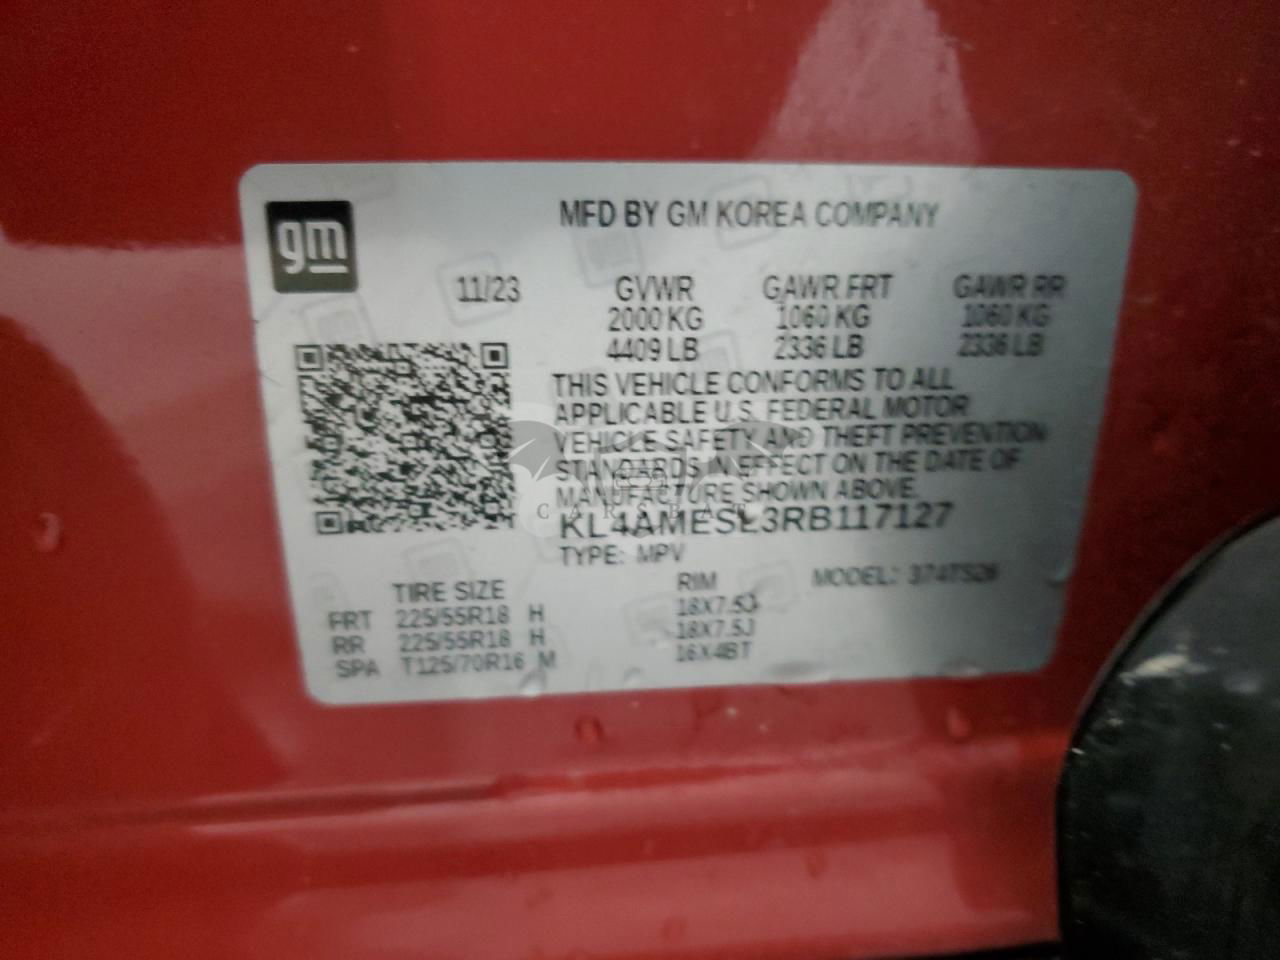 gm
MFD BY GM KOREA COMPANY
11/23 GVWR GAWR FRT GAWR RR
2000 KG 1060 KG 1060 KG
4409 LB 2336 LB 2336 LB
THIS VEHICLE CONFORMS TO ALL
APPLICABLE U.S. FEDERAL MOTOR
VEHICLE SAFETY AND THEFT PREVENTION
STANDARDS IN EFFECT ON THE DATE OF
MANUFACTURE SHOWN ABOVE.
CARSBAT
KL4AMESL3RB117127
TYPE: MPV
TIRE SIZE RIM MODEL:
FRT 225/55R18 H 18X7.5J
RR 225/55R18 H 18X7.5J
SPA T125/70R16 M 16X4BT